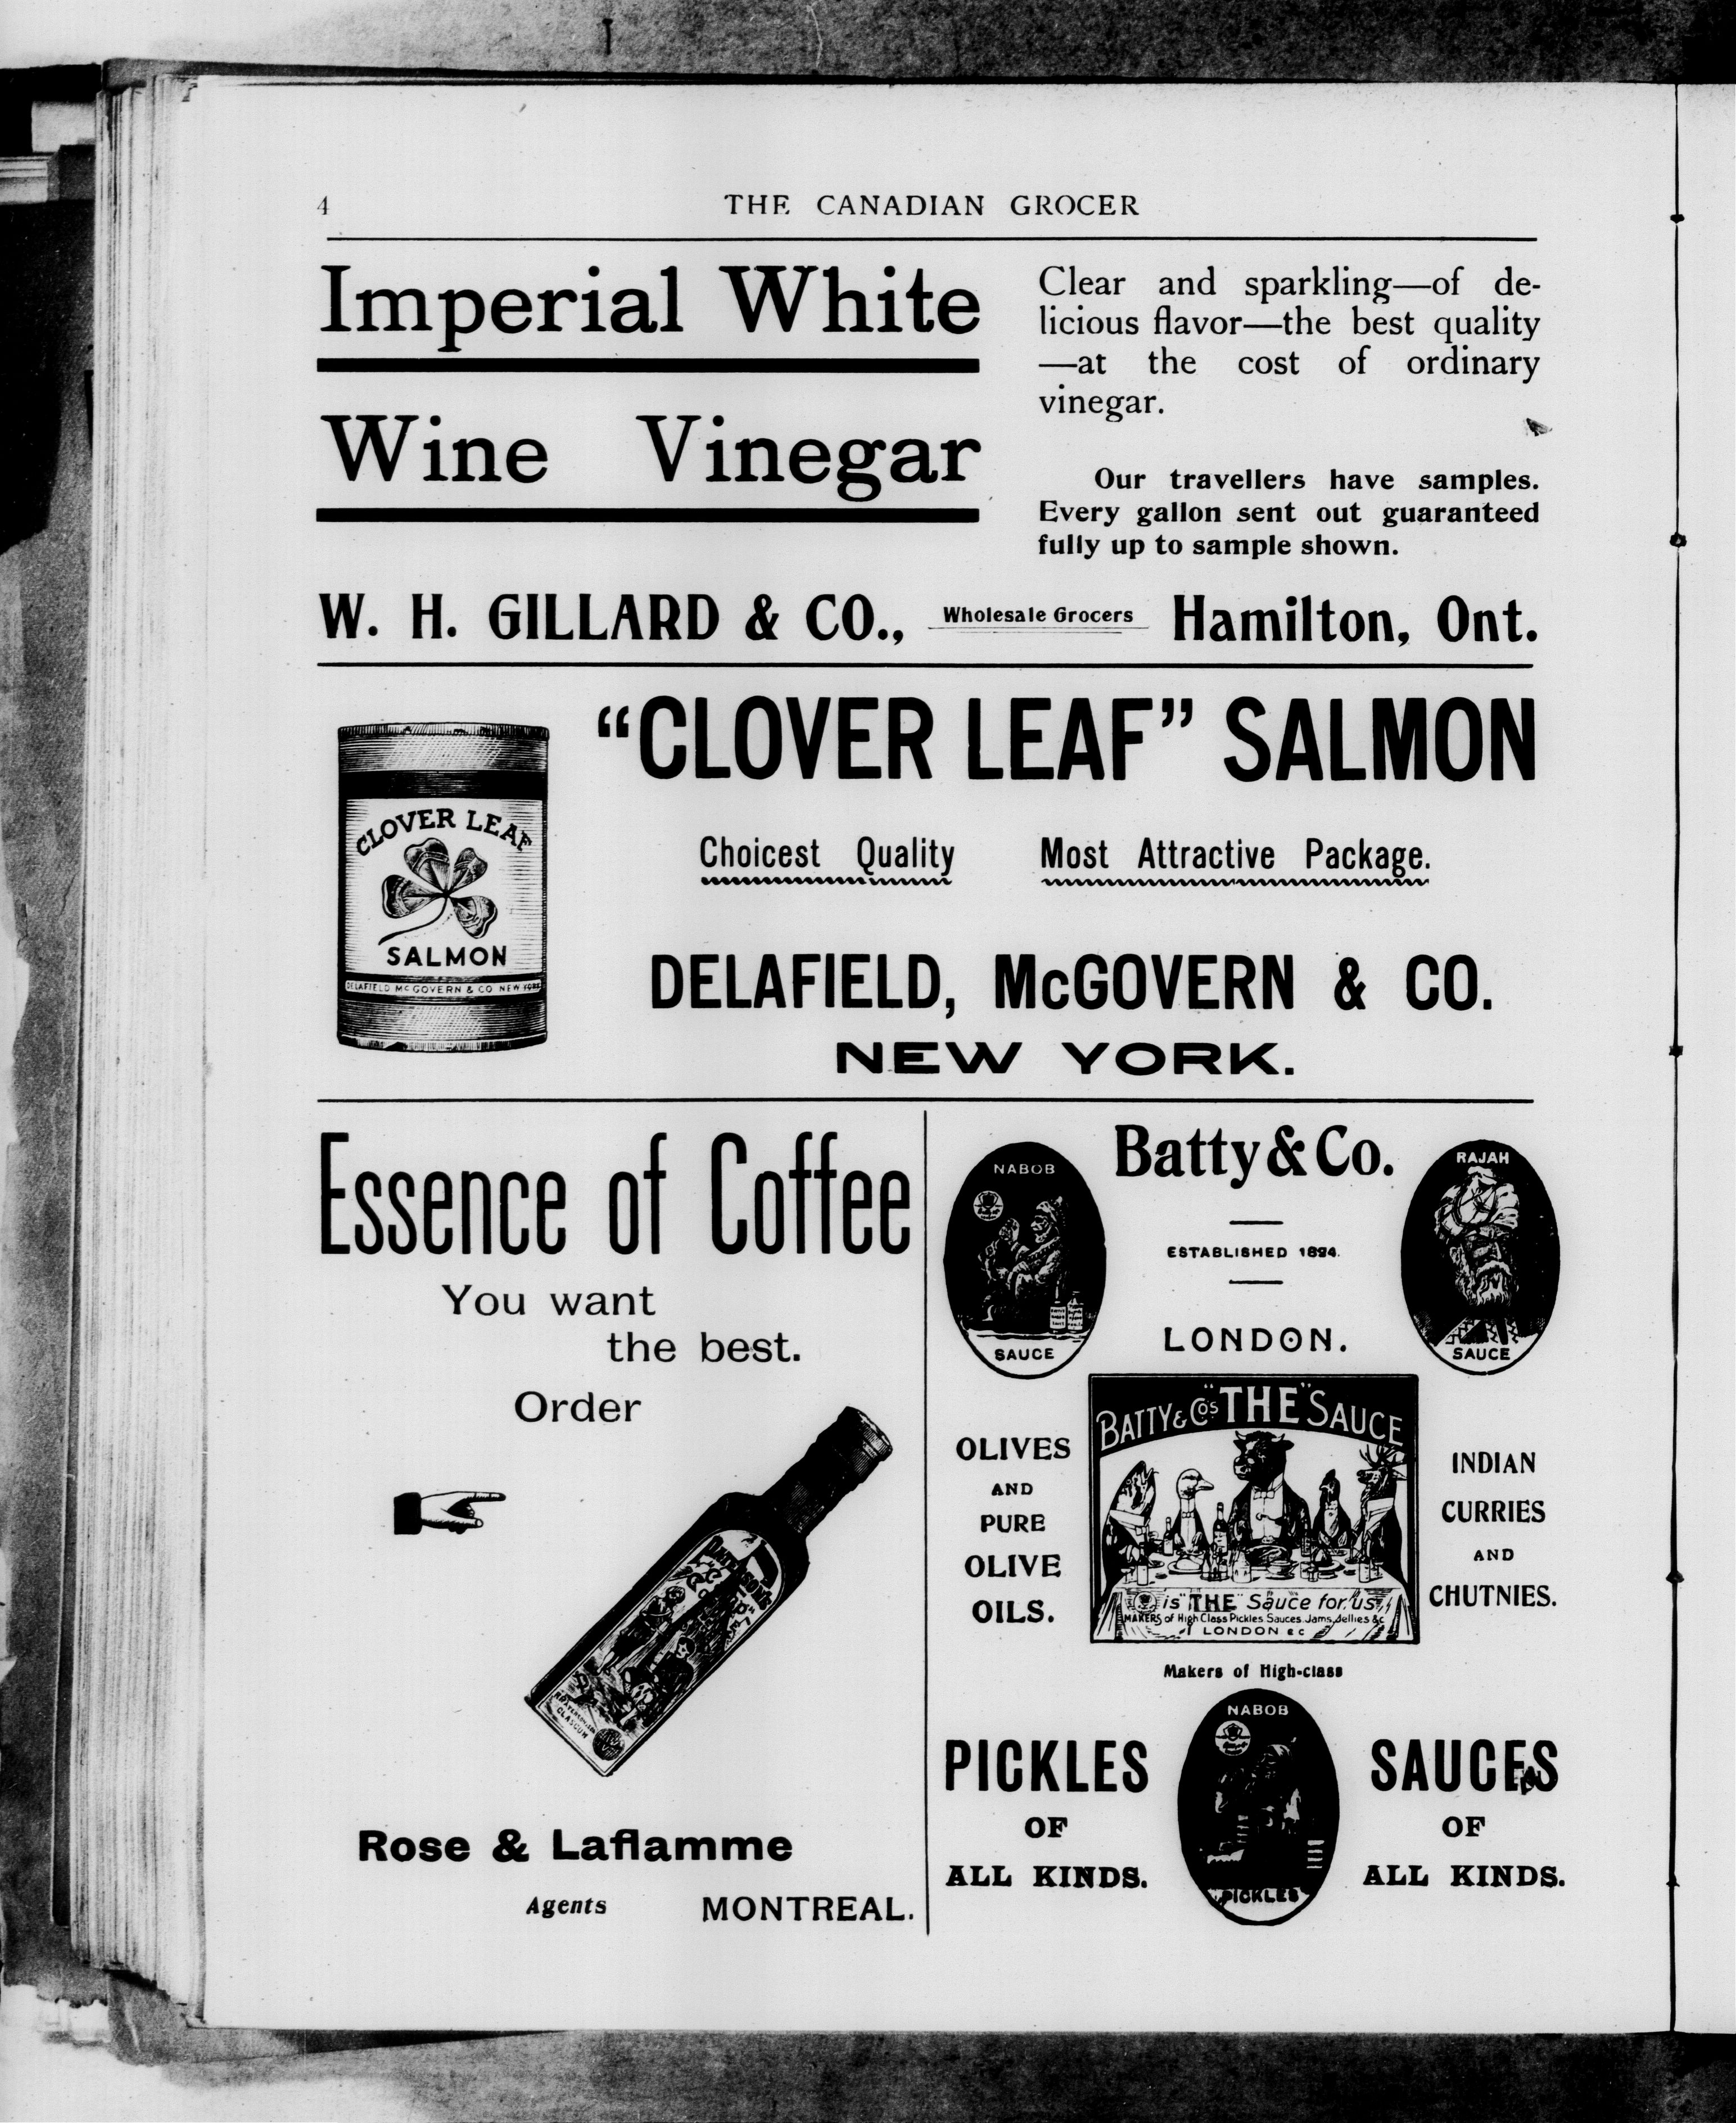 4
THE CANADIAN GROCER
Imperial White
Wine Vinegar
Clear and sparkling—of de-
licious flavor—the best quality
—at the cost of ordinary
vinegar.
Our travellers have samples.
Every gallon sent out guaranteed
fully up to sample shown.
W. H. GILLARD & CO., Wholesale Grocers Hamilton, Ont.
"CLOVER LEAF" SALMON
Choicest Quality Most Attractive Package.
DELAFIELD, McGOVERN & CO.
NEW YORK.
CLOVER LEAF
SALMON
DELAFIELD McGOVERN & CO NEW YORK
Essence of Coffee
You want
the best.
Order
GLASGOW
Rose & Laflamme
Agents MONTREAL.
Batty & Co.
ESTABLISHED 1824.
LONDON.
NABOB
SAUCE
RAJAH
SAUCE
OLIVES
AND
PURE
OLIVE
OILS.
BATTY & Co's "THE" SAUCE
is "THE" Sauce for us
MAKERS of High Class Pickles Sauces Jams, Jellies &c
LONDON &c
INDIAN
CURRIES
AND
CHUTNIES.
Makers of High-class
PICKLES
OF
ALL KINDS.
NABOB
PICKLES
SAUCES
OF
ALL KINDS.